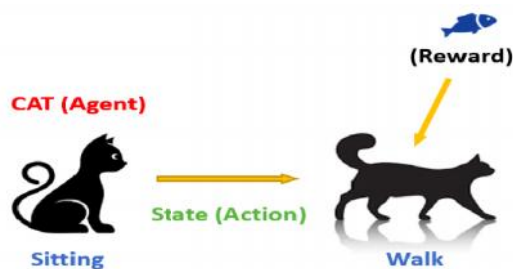 (Reward)
CAT (Agent)
State (Action)
Sitting
Walk